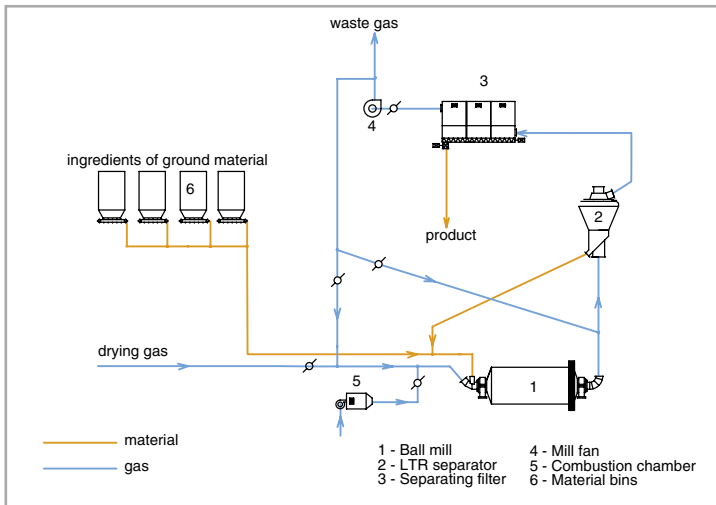 waste gas
3
4
ingredients of ground material
6
2
product
drying gas
5
1
material
gas
1 - Ball mill
2 - LTR separator
3 - Separating filter
4 - Mill fan
5 - Combustion chamber
6 - Material bins